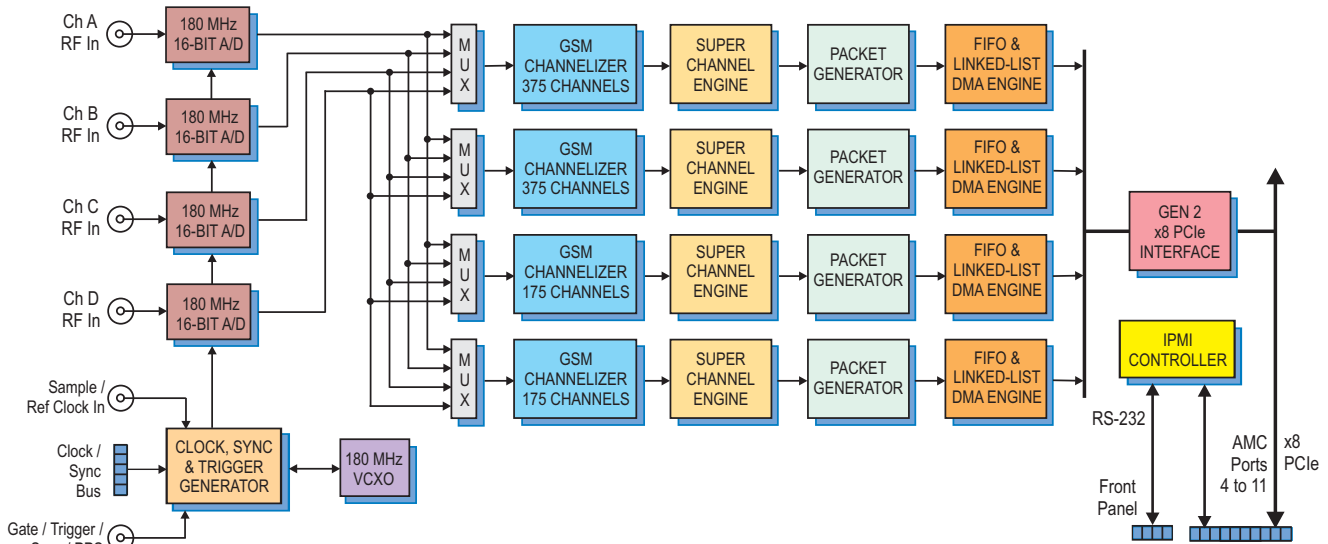 Ch A
RF In
180 MHz
16-BIT A/D
Ch B
RF In
180 MHz
16-BIT A/D
Ch C
RF In
180 MHz
16-BIT A/D
Ch D
RF In
180 MHz
16-BIT A/D
Sample /
Ref Clock In
Clock /
Sync
Bus
CLOCK, SYNC
& TRIGGER
GENERATOR
180 MHz
VCXO
Gate / Trigger /
M
U
X
GSM
CHANNELIZER
375 CHANNELS
SUPER
CHANNEL
ENGINE
PACKET
GENERATOR
FIFO &
LINKED-LIST
DMA ENGINE
M
U
X
GSM
CHANNELIZER
375 CHANNELS
SUPER
CHANNEL
ENGINE
PACKET
GENERATOR
FIFO &
LINKED-LIST
DMA ENGINE
M
U
X
GSM
CHANNELIZER
175 CHANNELS
SUPER
CHANNEL
ENGINE
PACKET
GENERATOR
FIFO &
LINKED-LIST
DMA ENGINE
M
U
X
GSM
CHANNELIZER
175 CHANNELS
SUPER
CHANNEL
ENGINE
PACKET
GENERATOR
FIFO &
LINKED-LIST
DMA ENGINE
GEN 2
x8 PCIe
INTERFACE
IPMI
CONTROLLER
RS-232
Front
Panel
AMC
Ports
4 to 11
x8
PCIe